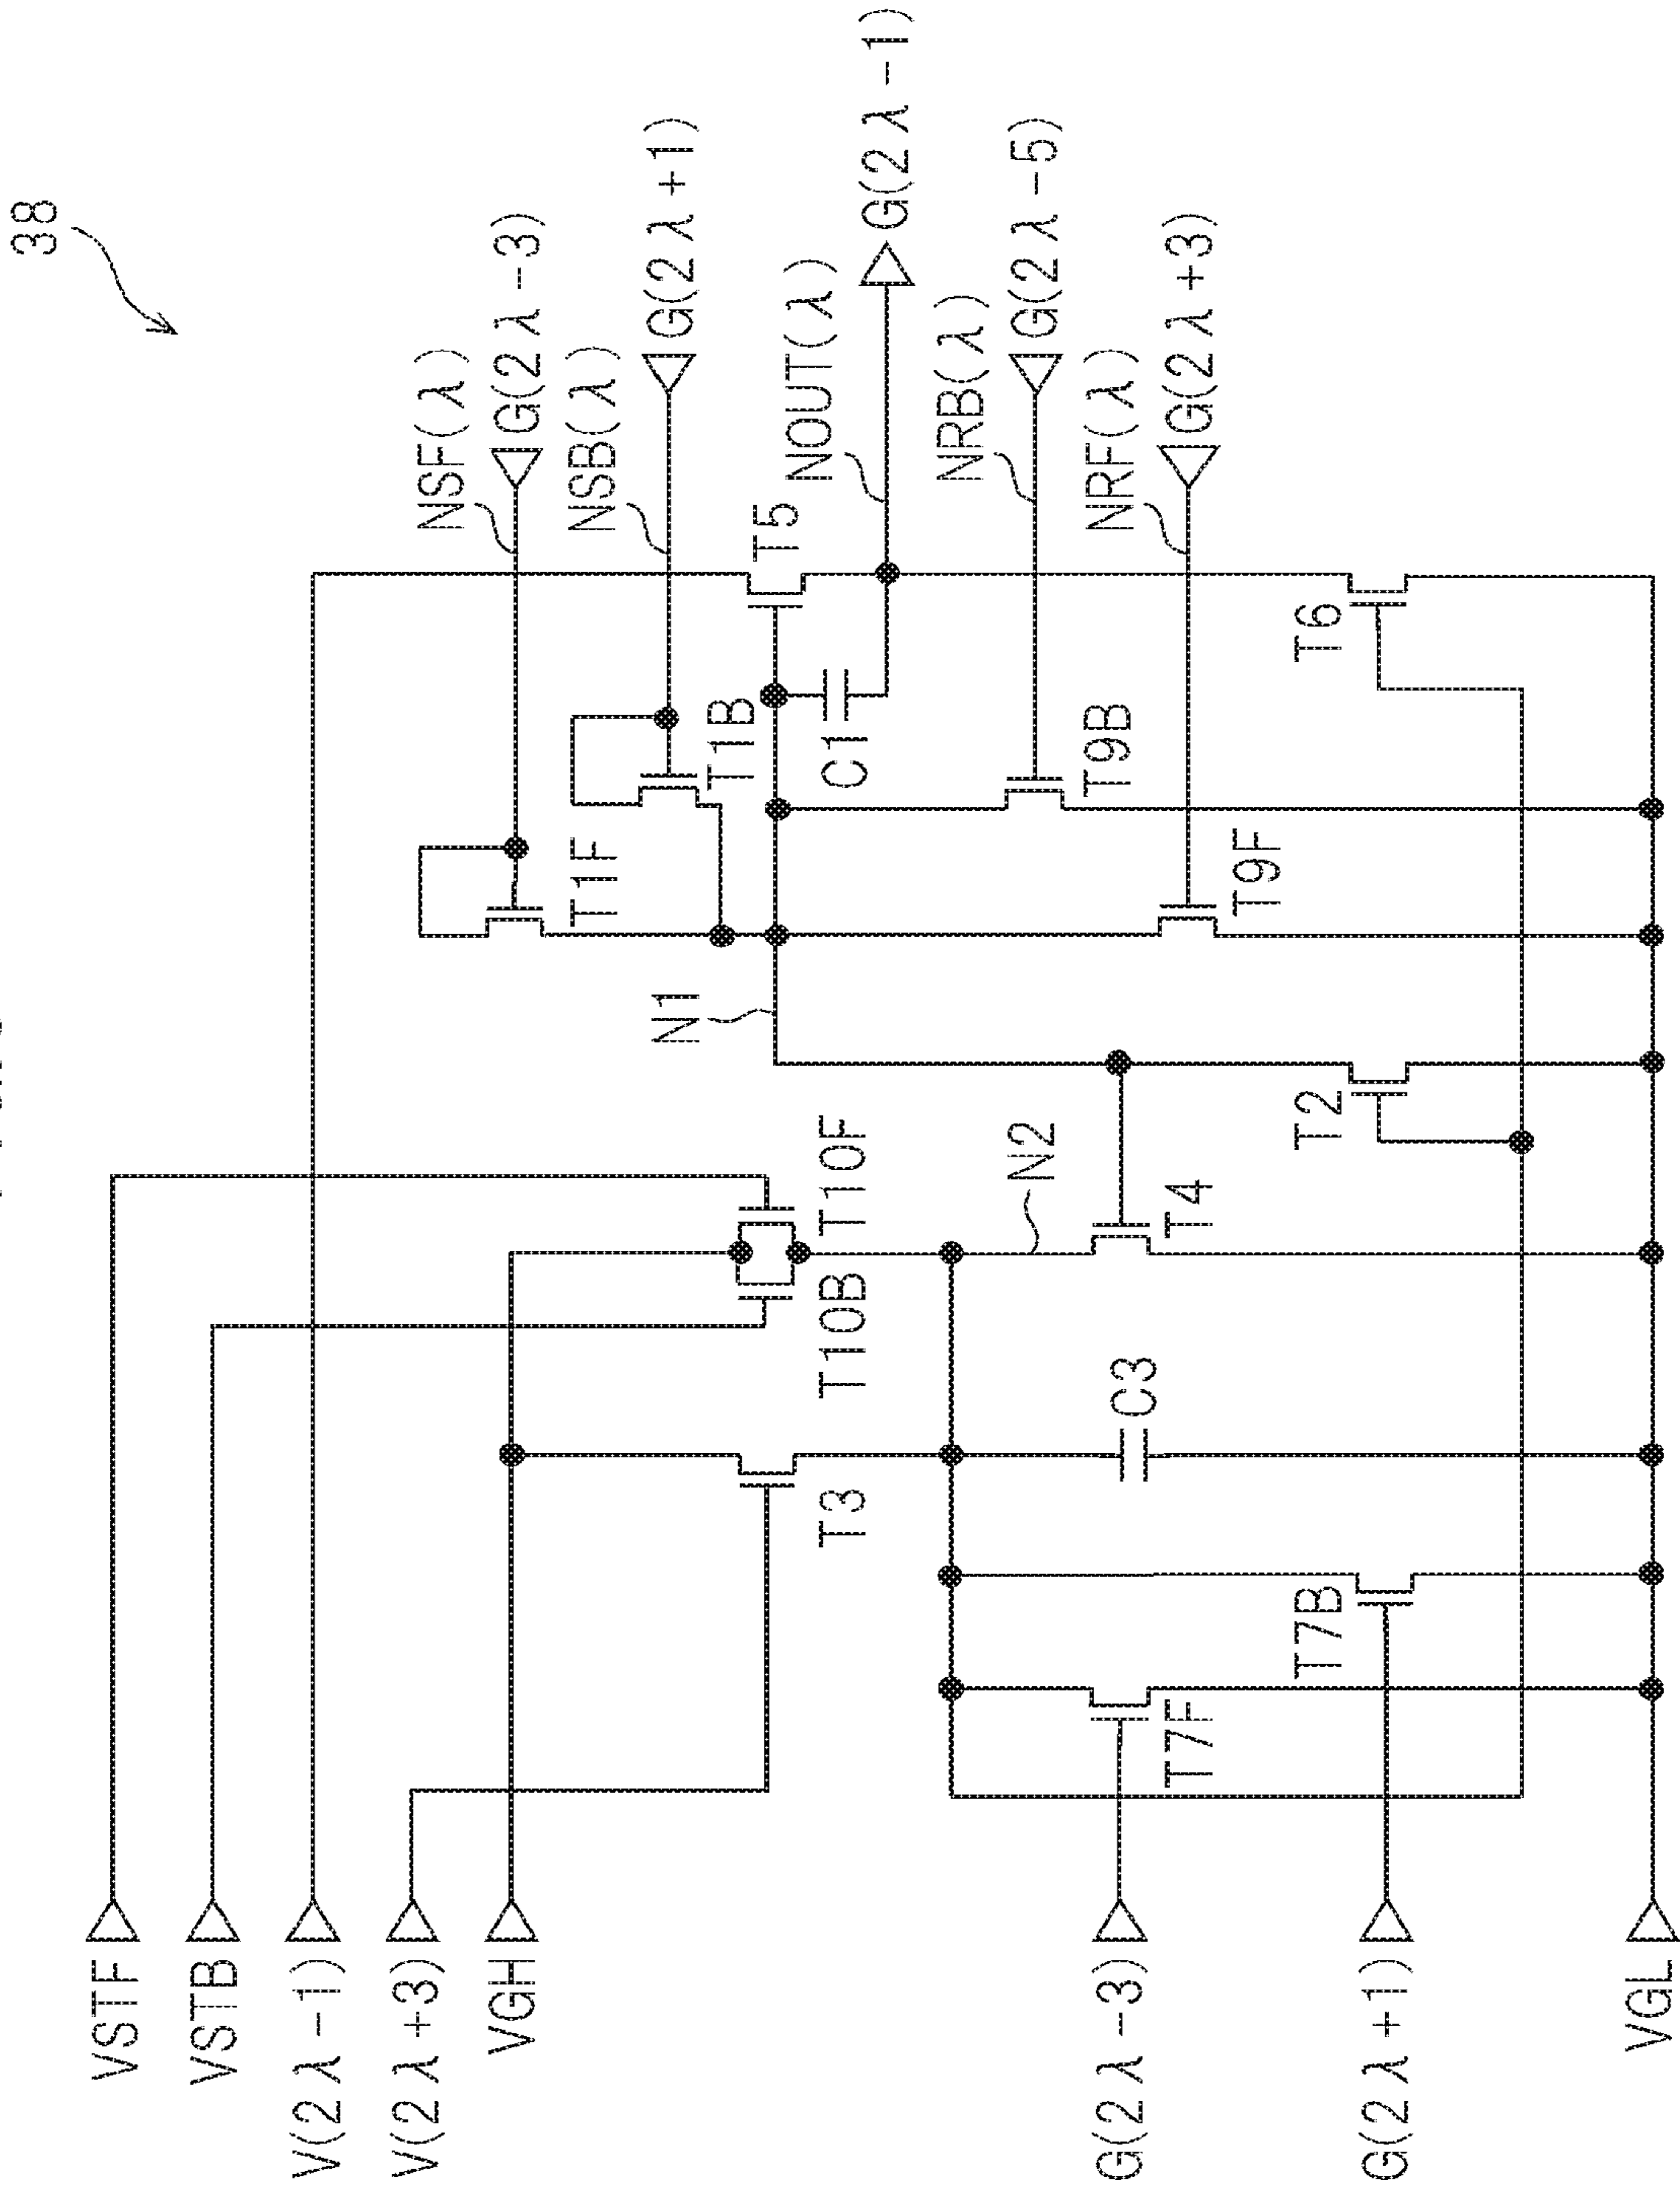 38
NSF(λ)
G(2λ-3)
NSB(λ)
G(2λ+1)
NOUT(λ)
G(2λ-1)
NRB(λ)
G(2λ-5)
NRF(λ)
G(2λ+3)
T5
T1B
C1
T1F
T9B
T9F
T6
N1
T2
T10F
T10B
N2
T4
C3
T3
T7B
T7F
VSTF
VSTB
V(2λ-1)
V(2λ+3)
VGH
G(2λ-3)
G(2λ+1)
VGL